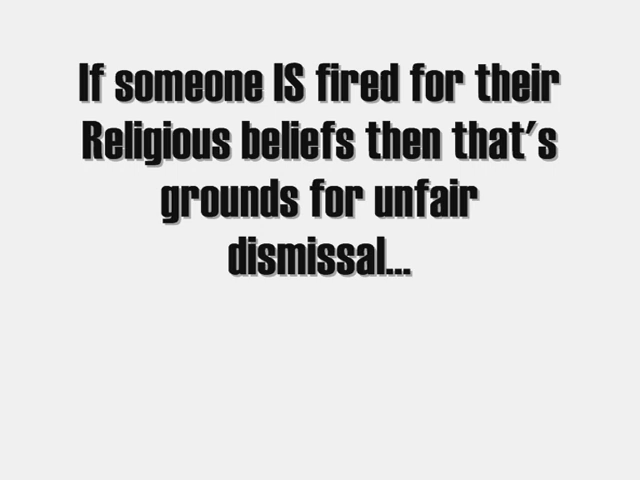 If someone IS fired for their
Religious beliefs then that's
grounds for unfair
dismissal...